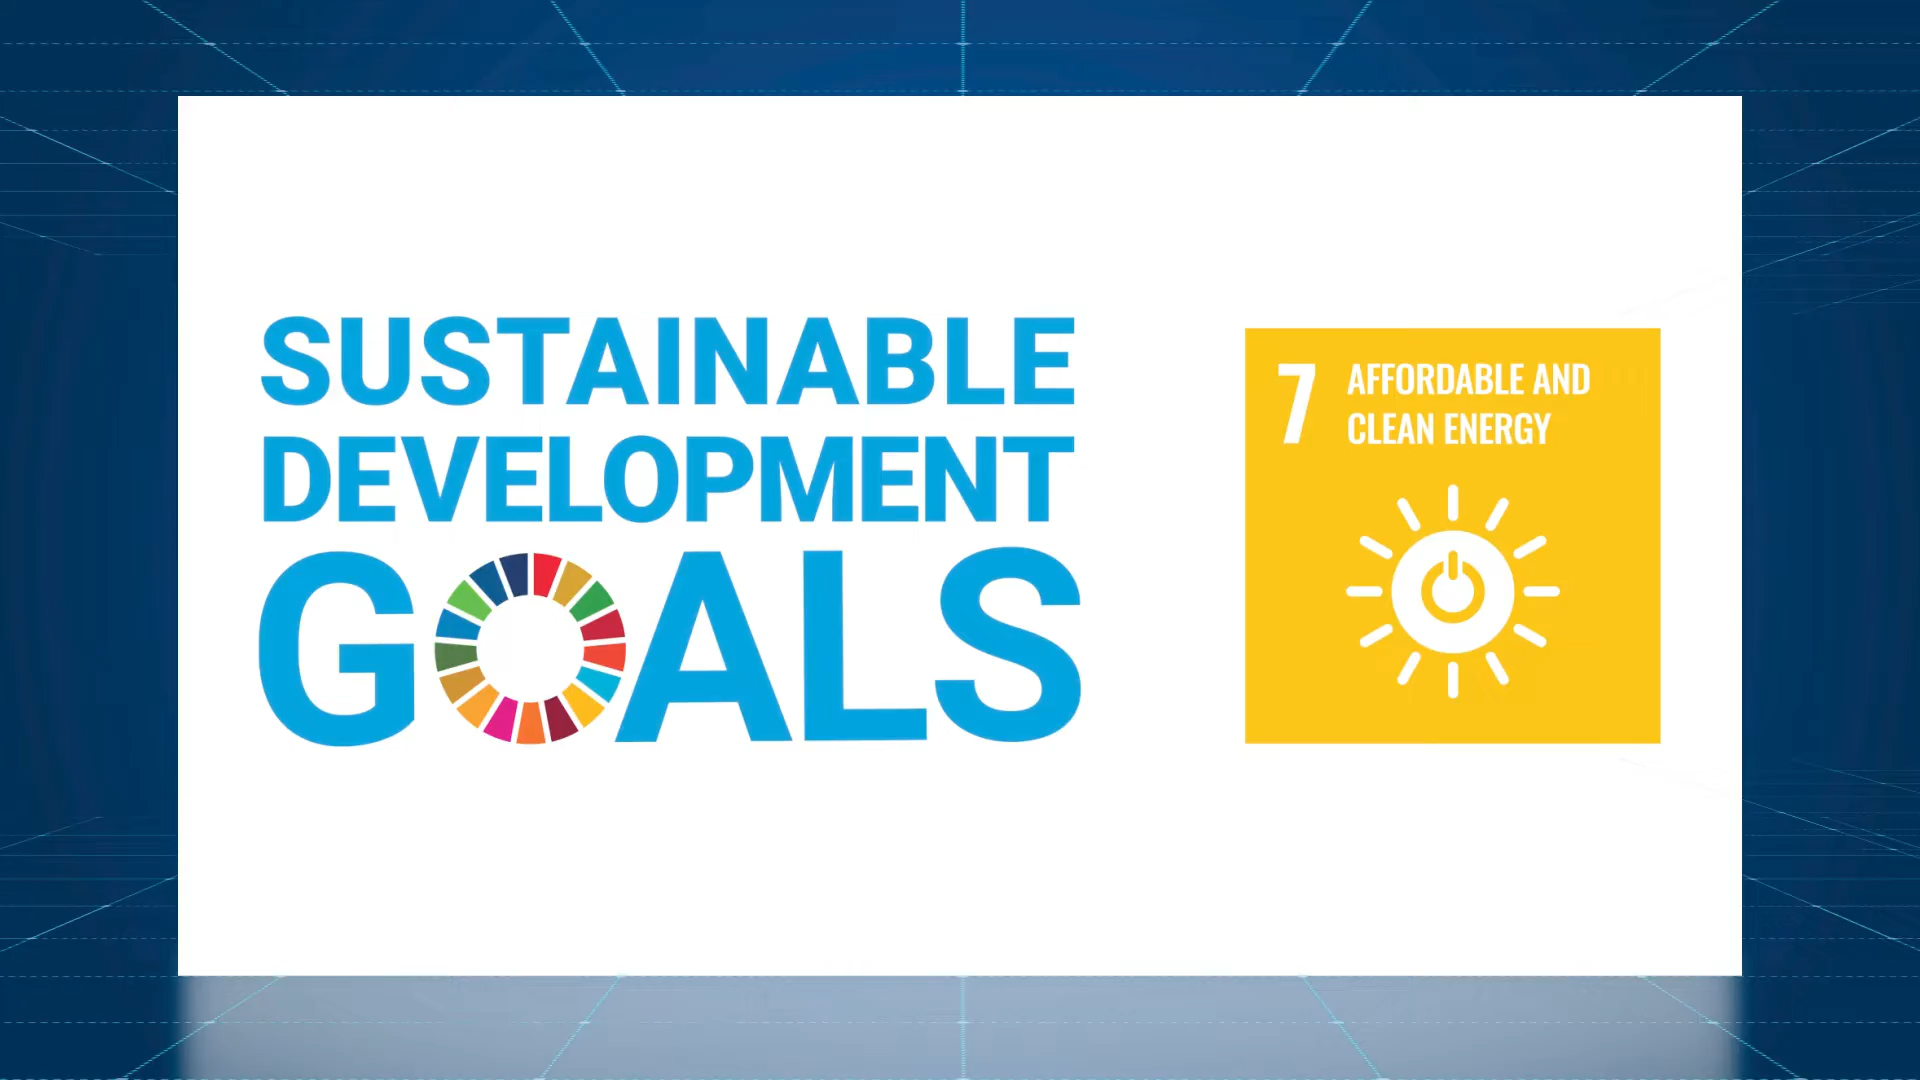 SUSTAINABLE
DEVELOPMENT
GOALS
7 AFFORDABLE AND
CLEAN ENERGY